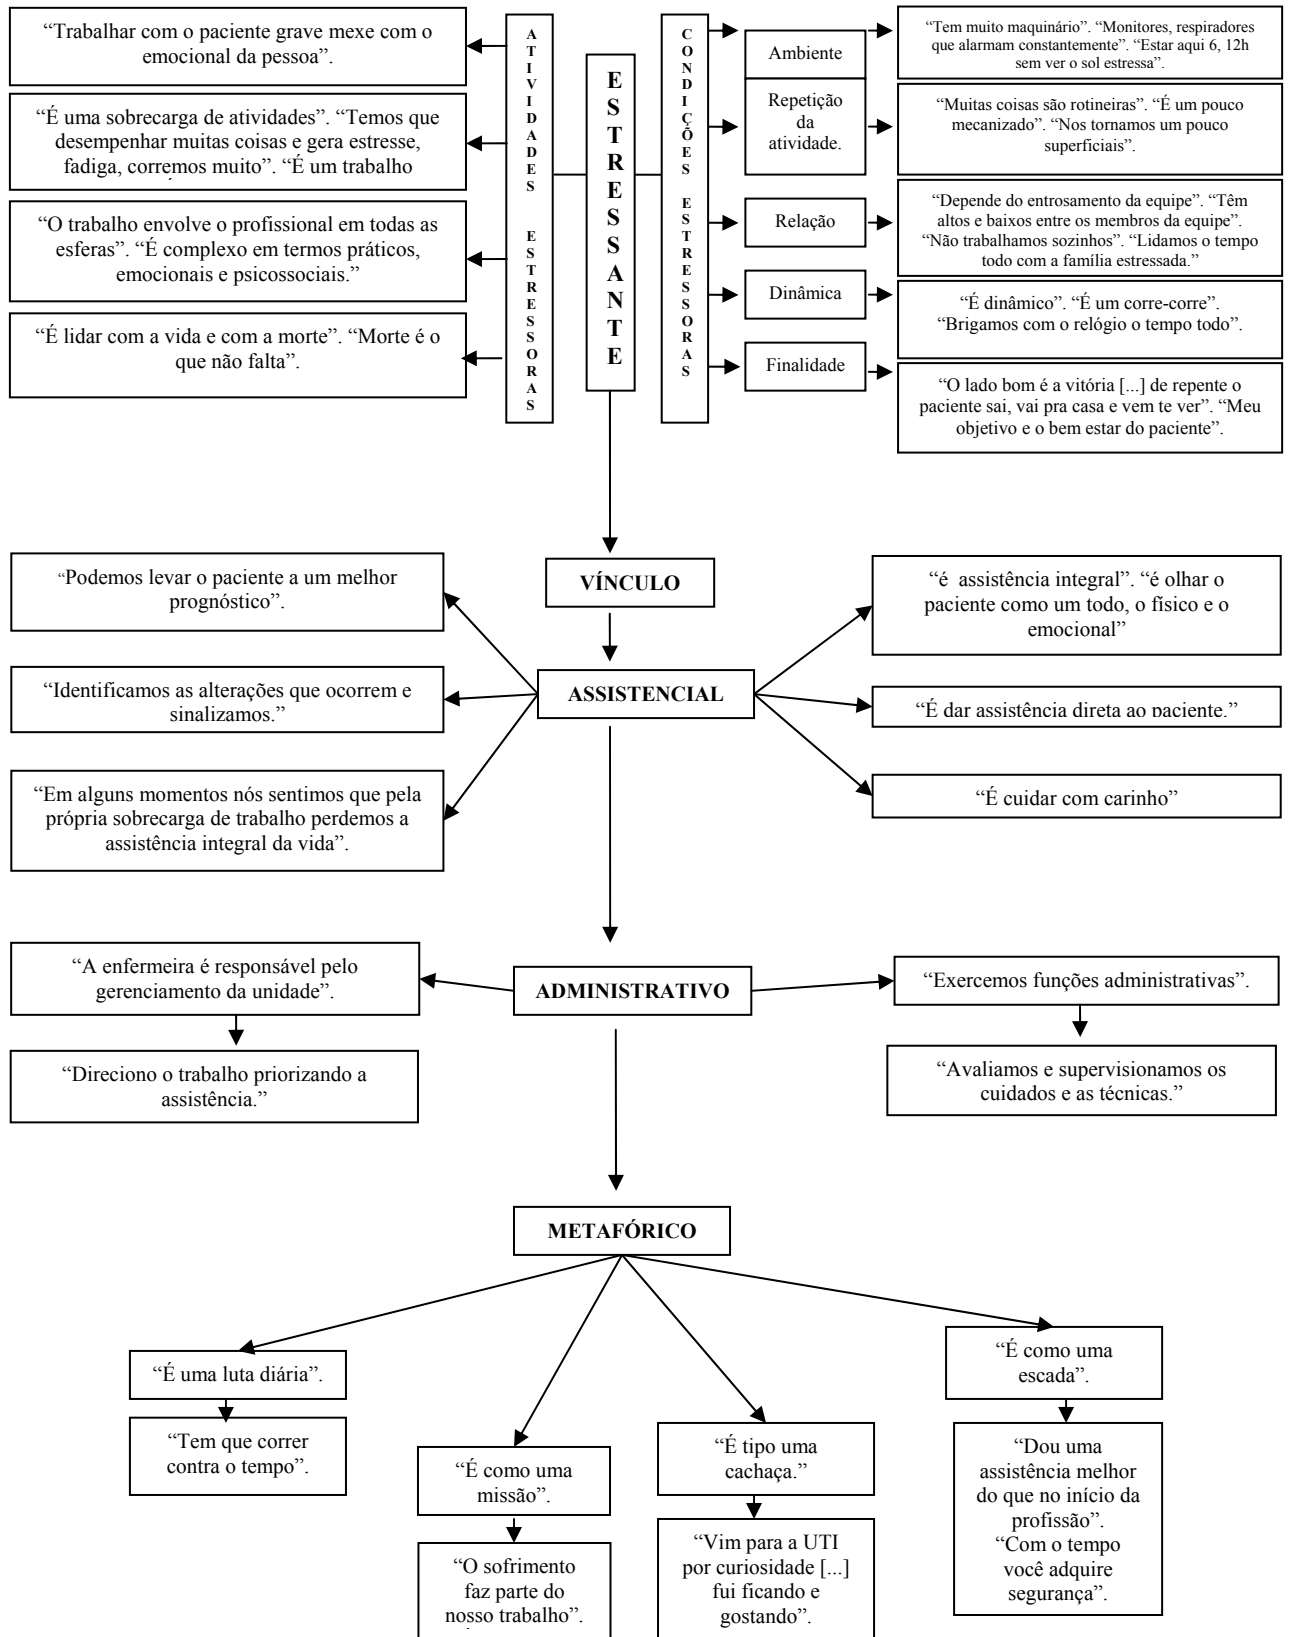 “Trabalhar com o paciente grave mexe com o
emocional da pessoa”.
“É uma sobrecarga de atividades”. “Temos que
desempenhar muitas coisas e gera estresse,
fadiga, corremos muito”. “É um trabalho
“O trabalho envolve o profissional em todas as
esferas”. “É complexo em termos práticos,
emocionais e psicossociais.”
“É lidar com a vida e com a morte”. “Morte é o
que não falta”.
ATIVIDADES ESTRESSORAS
ESTRESSANTE
CONDIÇÕES ESTRESSORAS
Ambiente
“Tem muito maquinário”. “Monitores, respiradores
que alarmam constantemente”. “Estar aqui 6, 12h
sem ver o sol estressa”.
Repetição
da
atividade.
“Muitas coisas são rotineiras”. “É um pouco
mecanizado”. “Nos tornamos um pouco
superficiais”.
Relação
“Depende do entrosamento da equipe”. “Têm
altos e baixos entre os membros da equipe”.
“Não trabalhamos sozinhos”. “Lidamos o tempo
todo com a família estressada.”
Dinâmica
“É dinâmico”. “É um corre-corre”.
“Brigamos com o relógio o tempo todo”.
Finalidade
“O lado bom é a vitória [...] de repente o
paciente sai, vai pra casa e vem te ver”. “Meu
objetivo e o bem estar do paciente”.
VÍNCULO
“Podemos levar o paciente a um melhor
prognóstico”.
“é  assistência integral”. “é olhar o
paciente como um todo, o físico e o
emocional”
ASSISTENCIAL
“Identificamos as alterações que ocorrem e
sinalizamos.”
“É dar assistência direta ao paciente.”
“Em alguns momentos nós sentimos que pela
própria sobrecarga de trabalho perdemos a
assistência integral da vida”.
“É cuidar com carinho”
ADMINISTRATIVO
“A enfermeira é responsável pelo
gerenciamento da unidade”.
“Exercemos funções administrativas”.
“Direciono o trabalho priorizando a
assistência.”
“Avaliamos e supervisionamos os
cuidados e as técnicas.”
METAFÓRICO
“É uma luta diária”.
“Tem que correr
contra o tempo”.
“É como uma
missão”.
“O sofrimento
faz parte do
nosso trabalho”.
“É tipo uma
cachaça.”
“Vim para a UTI
por curiosidade [...]
fui ficando e
gostando”.
“É como uma
escada”.
“Dou uma
assistência melhor
do que no início da
profissão”.
“Com o tempo
você adquire
segurança”.